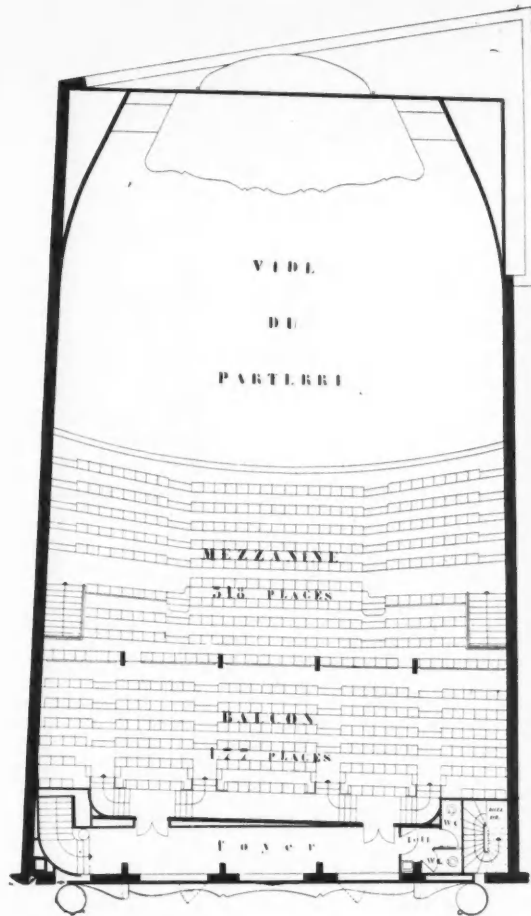 VIDE
DU
PARTERRE
MEZZANINE
318 PLACES
BALCON
177 PLACES
foyer
W.C.
W.C.